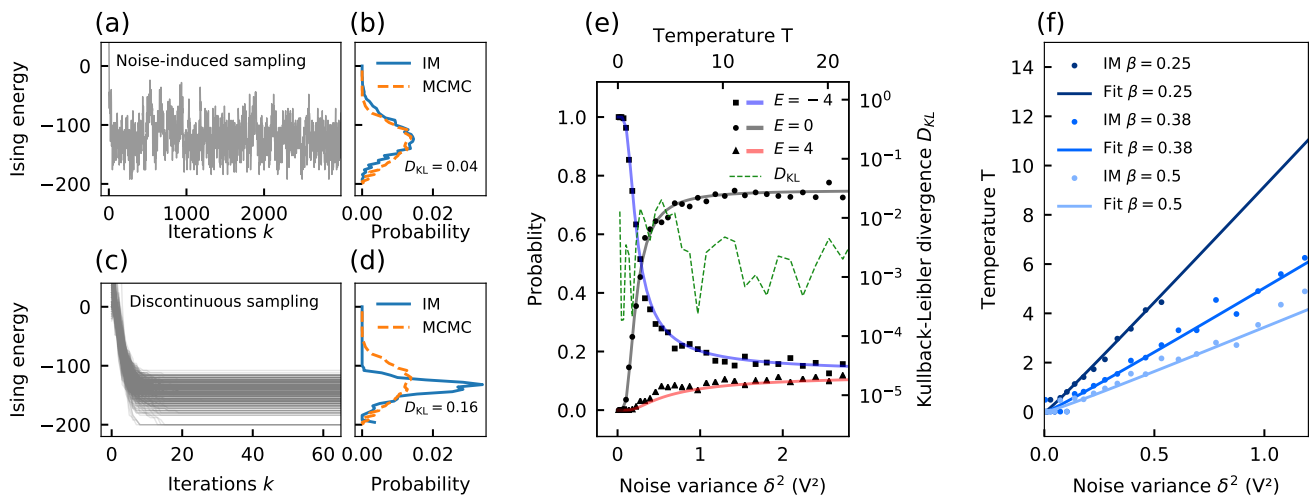 (a)
Noise-induced sampling
Ising energy
0
−100
−200
0
1000
2000
Iterations k
(b)
IM
MCMC
D_KL = 0.04
0.00
0.02
Probability
(c)
Discontinuous sampling
Ising energy
0
−100
−200
0
20
40
60
Iterations k
(d)
IM
MCMC
D_KL = 0.16
0.00
0.02
Probability
(e)
Temperature T
0
10
20
E = −4
E = 0
E = 4
D_KL
Probablity
1.0
0.8
0.6
0.4
0.2
0.0
10⁰
10⁻¹
10⁻²
10⁻³
10⁻⁴
10⁻⁵
Kullback-Leibler divergence D_KL
0
1
2
Noise variance δ² (V²)
(f)
IM β = 0.25
Fit β = 0.25
IM β = 0.38
Fit β = 0.38
IM β = 0.5
Fit β = 0.5
Temperature T
14
12
10
8
6
4
2
0
0.0
0.5
1.0
Noise variance δ² (V²)